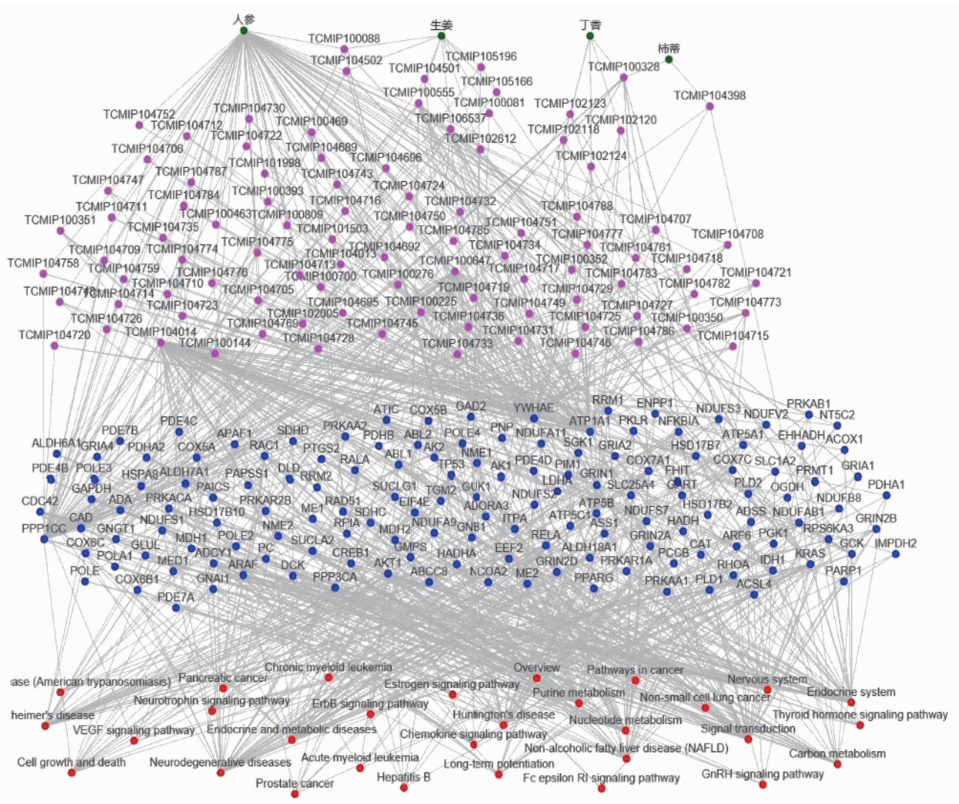 人参
生姜
丁香
柿蒂
TCMIP100088
TCMIP104502
TCMIP105196
TCMIP104501
TCMIP105166
TCMIP100328
TCMIP100555
TCMIP100081
TCMIP102123
TCMIP104398
TCMIP104752
TCMIP104730
TCMIP104712
TCMIP100469
TCMIP106537
TCMIP102120
TCMIP104722
TCMIP102118
TCMIP102612
TCMIP104706
TCMIP104689
TCMIP104696
TCMIP102124
TCMIP101998
TCMIP104787
TCMIP104743
TCMIP104747
TCMIP104784
TCMIP100393
TCMIP104724
TCMIP104711
TCMIP104716
TCMIP104732
TCMIP104788
TCMIP100351
TCMIP100463
TCMIP100809
TCMIP104750
TCMIP104751
TCMIP104707
TCMIP104735
TCMIP101503
TCMIP104785
TCMIP104777
TCMIP104708
TCMIP104709
TCMIP104774
TCMIP104775
TCMIP104013
TCMIP104692
TCMIP104734
TCMIP104761
TCMIP104758
TCMIP104759
TCMIP104713
TCMIP100647
TCMIP100352
TCMIP104718
TCMIP104776
TCMIP100700
TCMIP100276
TCMIP104717
TCMIP104783
TCMIP104721
TCMIP104714
TCMIP104710
TCMIP104705
TCMIP104719
TCMIP104729
TCMIP104782
TCMIP104723
TCMIP104695
TCMIP100225
TCMIP104749
TCMIP104727
TCMIP104773
TCMIP104726
TCMIP102005
TCMIP104736
TCMIP104725
TCMIP100350
TCMIP104720
TCMIP104014
TCMIP104769
TCMIP104745
TCMIP104731
TCMIP104786
TCMIP100144
TCMIP104728
TCMIP104733
TCMIP104746
TCMIP104715
RRM1
ENPP1
PRKAB1
ATIC
COX5B
GAD2
YWHAE
NDUFS3
NDUFV2
NT5C2
PDE4C
ATP1A1
PKLR
NFKBIA
PDE7B
APAF1
SDHD
PRKAA2
PDHB
ABL2
POLE4
PNP
NDUFA11
ATP5A1
EHHADH
ACOX1
ALDH6A1
GRIA4
PDHA2
COX5A
RAC1
PTGS2
ABL1
AK2
NME1
SGK1
GRIA2
HSD17B7
PDE4B
POLE3
HSPA8
ALDH7A1
PAPSS1
DLD
RRM2
RALA
TP53
AK1
PDE4D
PIM1
GRIN1
COX7A1
FHIT
COX7C
SLC1A2
PRMT1
GRIA1
GAPDH
PAICS
SUCLG1
TGM2
GUK1
NDUFS2
LDHA
SLC25A4
GART
PLD2
OGDH
PDHA1
CDC42
ADA
PRKACA
PRKAR2B
RAD51
EIF4E
ADORA3
ATP5B
HSD17B2
NDUFB8
CAD
HSD17B10
ME1
SDHC
ATP5C1
NDUFS7
ADSS
NDUFAB1
PPP1CC
GNGT1
NDUFS1
NME2
RPIA
MDH2
NDUFA9
GNB1
ITPA
ASS1
HADH
PGK1
RPS6KA3
GRIN2B
COX6C
GLUL
MDH1
POLE2
SUCLA2
RELA
GRIN2A
CAT
ARF6
GCK
IMPDH2
POLA1
ADCY1
PC
CREB1
GMPS
HADHA
EEF2
ALDH18A1
PCCB
IDH1
KRAS
POLE
COX6B1
MED1
ARAF
DCK
AKT1
GRIN2D
PRKAR1A
RHOA
GNAI1
PPP3CA
ABCC8
NCOA2
ME2
PPARG
PRKAA1
PLD1
ACSL4
PARP1
PDE7A
Chronic myeloid leukemia
Overview
Pathways in cancer
ase (American trypanosomiasis)
Pancreatic cancer
Estrogen signaling pathway
Nervous system
Neurotrophin signaling pathway
Purine metabolism
Non-small cell lung cancer
Endocrine system
ErbB signaling pathway
heimer's disease
Huntington's disease
Nucleotide metabolism
Thyroid hormone signaling pathway
VEGF signaling pathway
Endocrine and metabolic diseases
Chemokine signaling pathway
Signal transduction
Non-alcoholic fatty liver disease (NAFLD)
Carbon metabolism
Cell growth and death
Neurodegenerative diseases
Acute myeloid leukemia
Long-term potentiation
Hepatitis B
Fc epsilon RI signaling pathway
GnRH signaling pathway
Prostate cancer